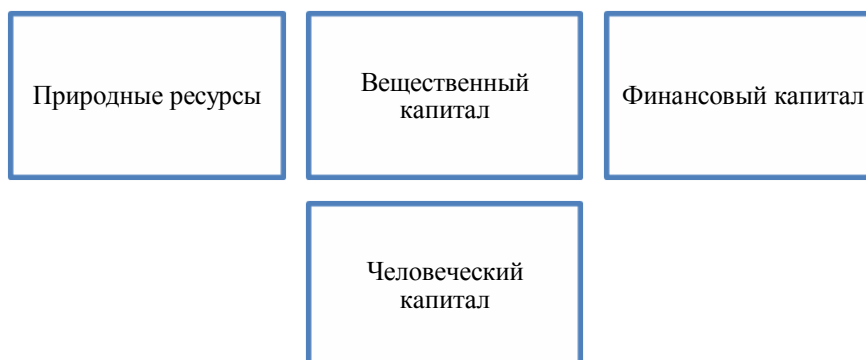 Природные ресурсы
Вещественный
капитал
Финансовый капитал
Человеческий
капитал